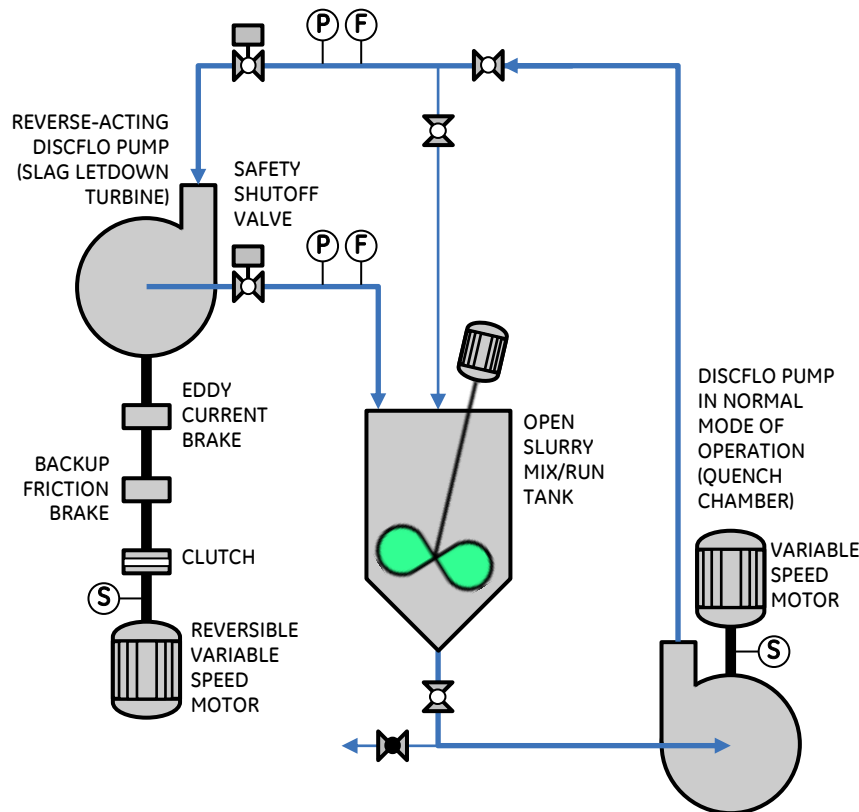 P F
REVERSE-ACTING
DISCFLO PUMP
(SLAG LETDOWN
TURBINE)
SAFETY
SHUTOFF
VALVE
P F
EDDY
CURRENT
BRAKE
BACKUP
FRICTION
BRAKE
CLUTCH
S
REVERSIBLE
VARIABLE
SPEED
MOTOR
OPEN
SLURRY
MIX/RUN
TANK
DISCFLO PUMP
IN NORMAL
MODE OF
OPERATION
(QUENCH
CHAMBER)
VARIABLE
SPEED
MOTOR
S